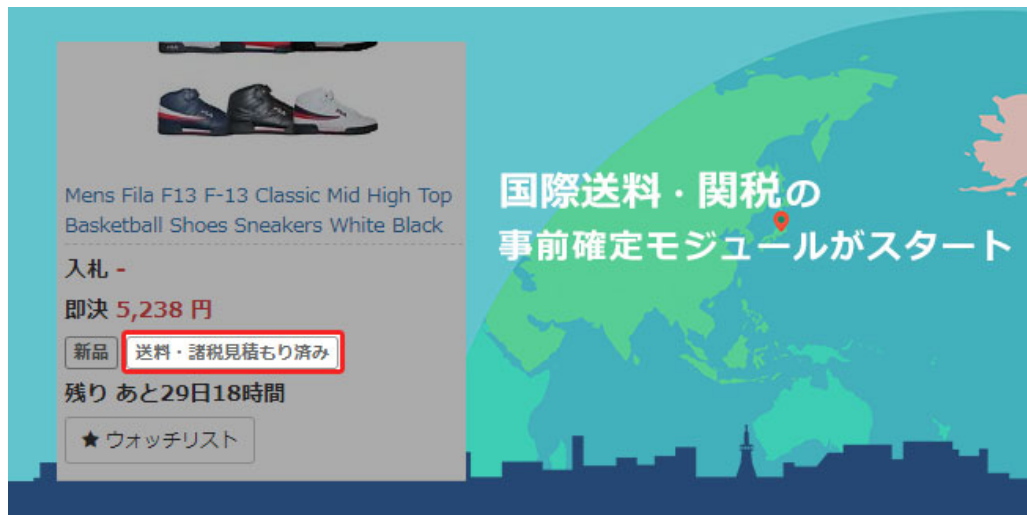 Mens Fila F13 F-13 Classic Mid High Top
Basketball Shoes Sneakers White Black
入札 -
即決 5,238 円
新品 送料・諸税見積もり済み
残り あと29日18時間
★ ウォッチリスト
国際送料・関税の
事前確定モジュールがスタート